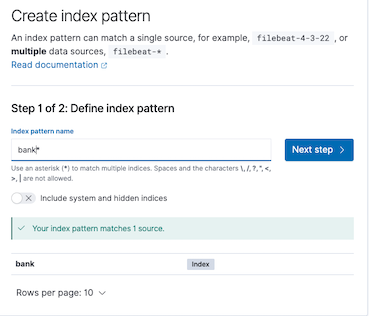 Create index pattern
An index pattern can match a single source, for example, filebeat-4-3-22 , or
multiple data sources, filebeat-* .
Read documentation
Step 1 of 2: Define index pattern
Index pattern name
bank*
Next step
Use an asterisk (*) to match multiple indices. Spaces and the characters \, /, ?, ", <,
>, | are not allowed.
Include system and hidden indices
Your index pattern matches 1 source.
bank Index
Rows per page: 10